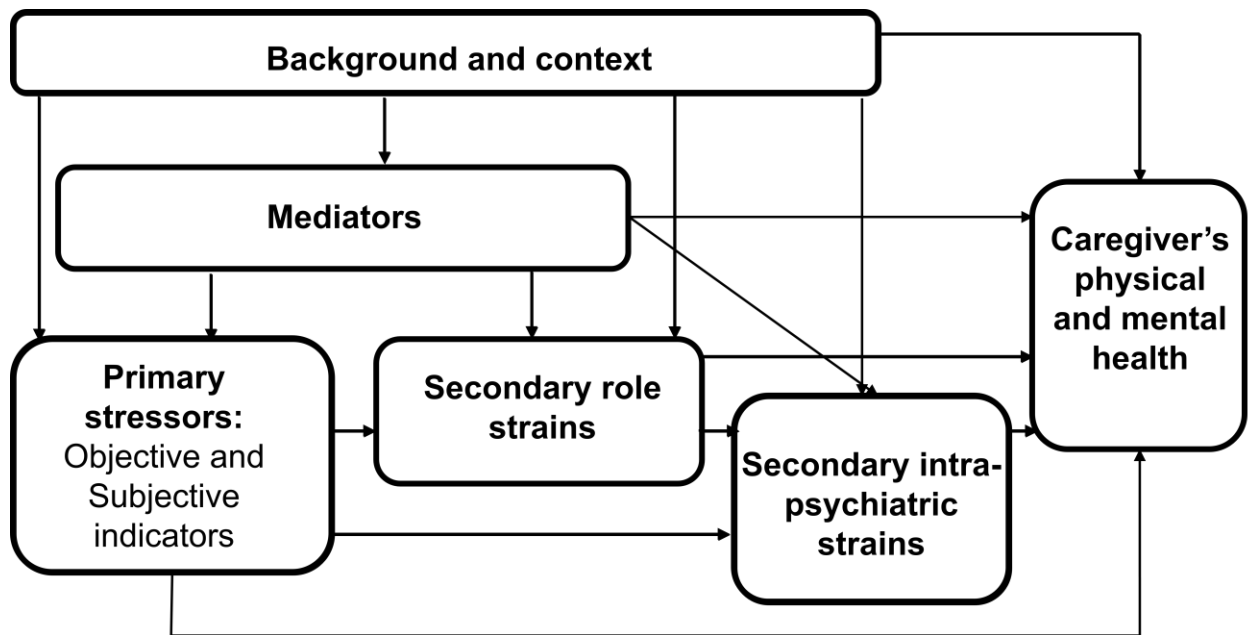 Background and context
Mediators
Caregiver’s
physical
and mental
health
Primary
stressors:
Objective and
Subjective
indicators
Secondary role
strains
Secondary intra-
psychiatric
strains